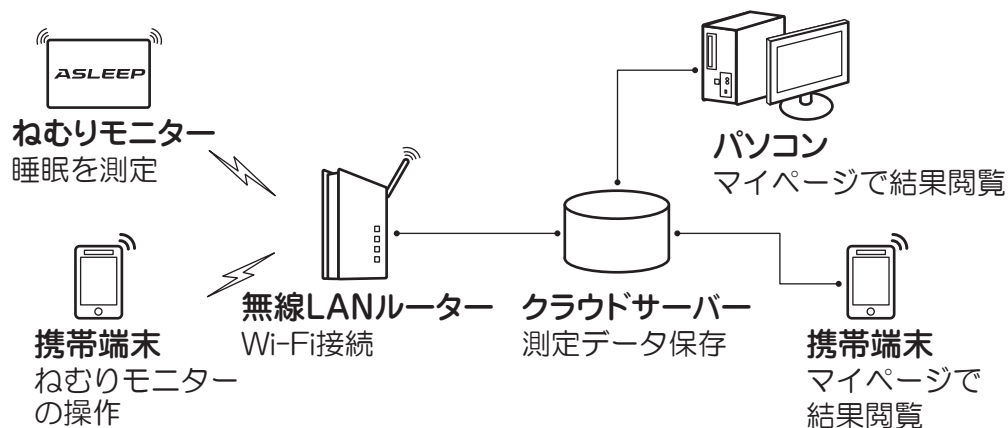 ASLEEP
ねむりモニター
睡眠を測定
携帯端末
ねむりモニター
の操作
無線LANルーター
Wi-Fi接続
クラウドサーバー
測定データ保存
パソコン
マイページで結果閲覧
携帯端末
マイページで
結果閲覧